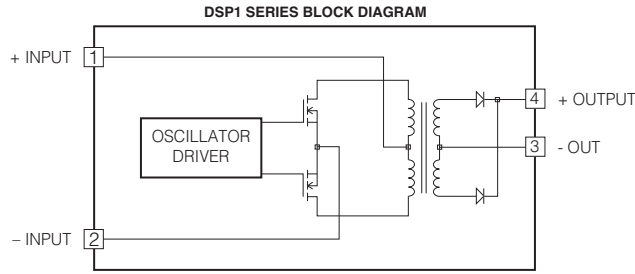 DSP1 SERIES BLOCK DIAGRAM
+ INPUT 1
4 + OUTPUT
OSCILLATOR
DRIVER
3 - OUT
– INPUT 2